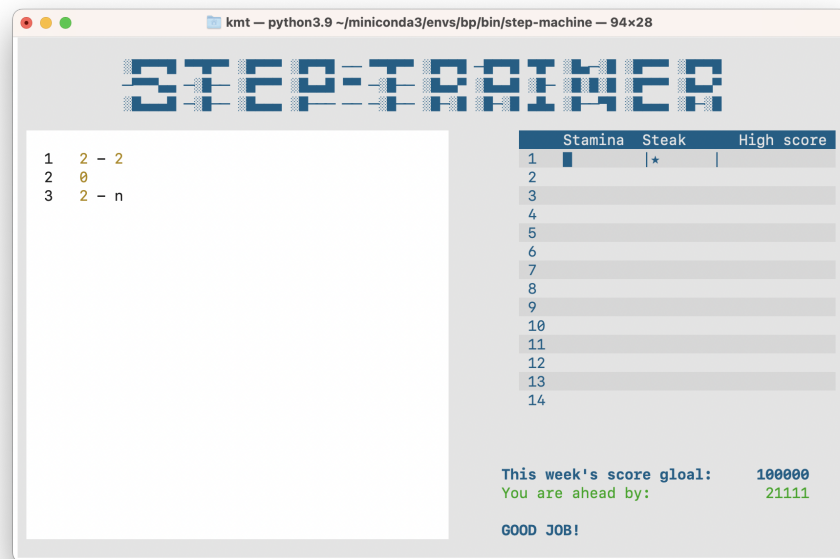 kmt — python3.9 ~/miniconda3/envs/bp/bin/step-machine — 94×28
STEP-TRAINER
1 2 − 2
2 0
3 2 − n
Stamina Steak High score
1 |★ |
2
3
4
5
6
7
8
9
10
11
12
13
14
This week's score gloal: 100000
You are ahead by: 21111
GOOD JOB!